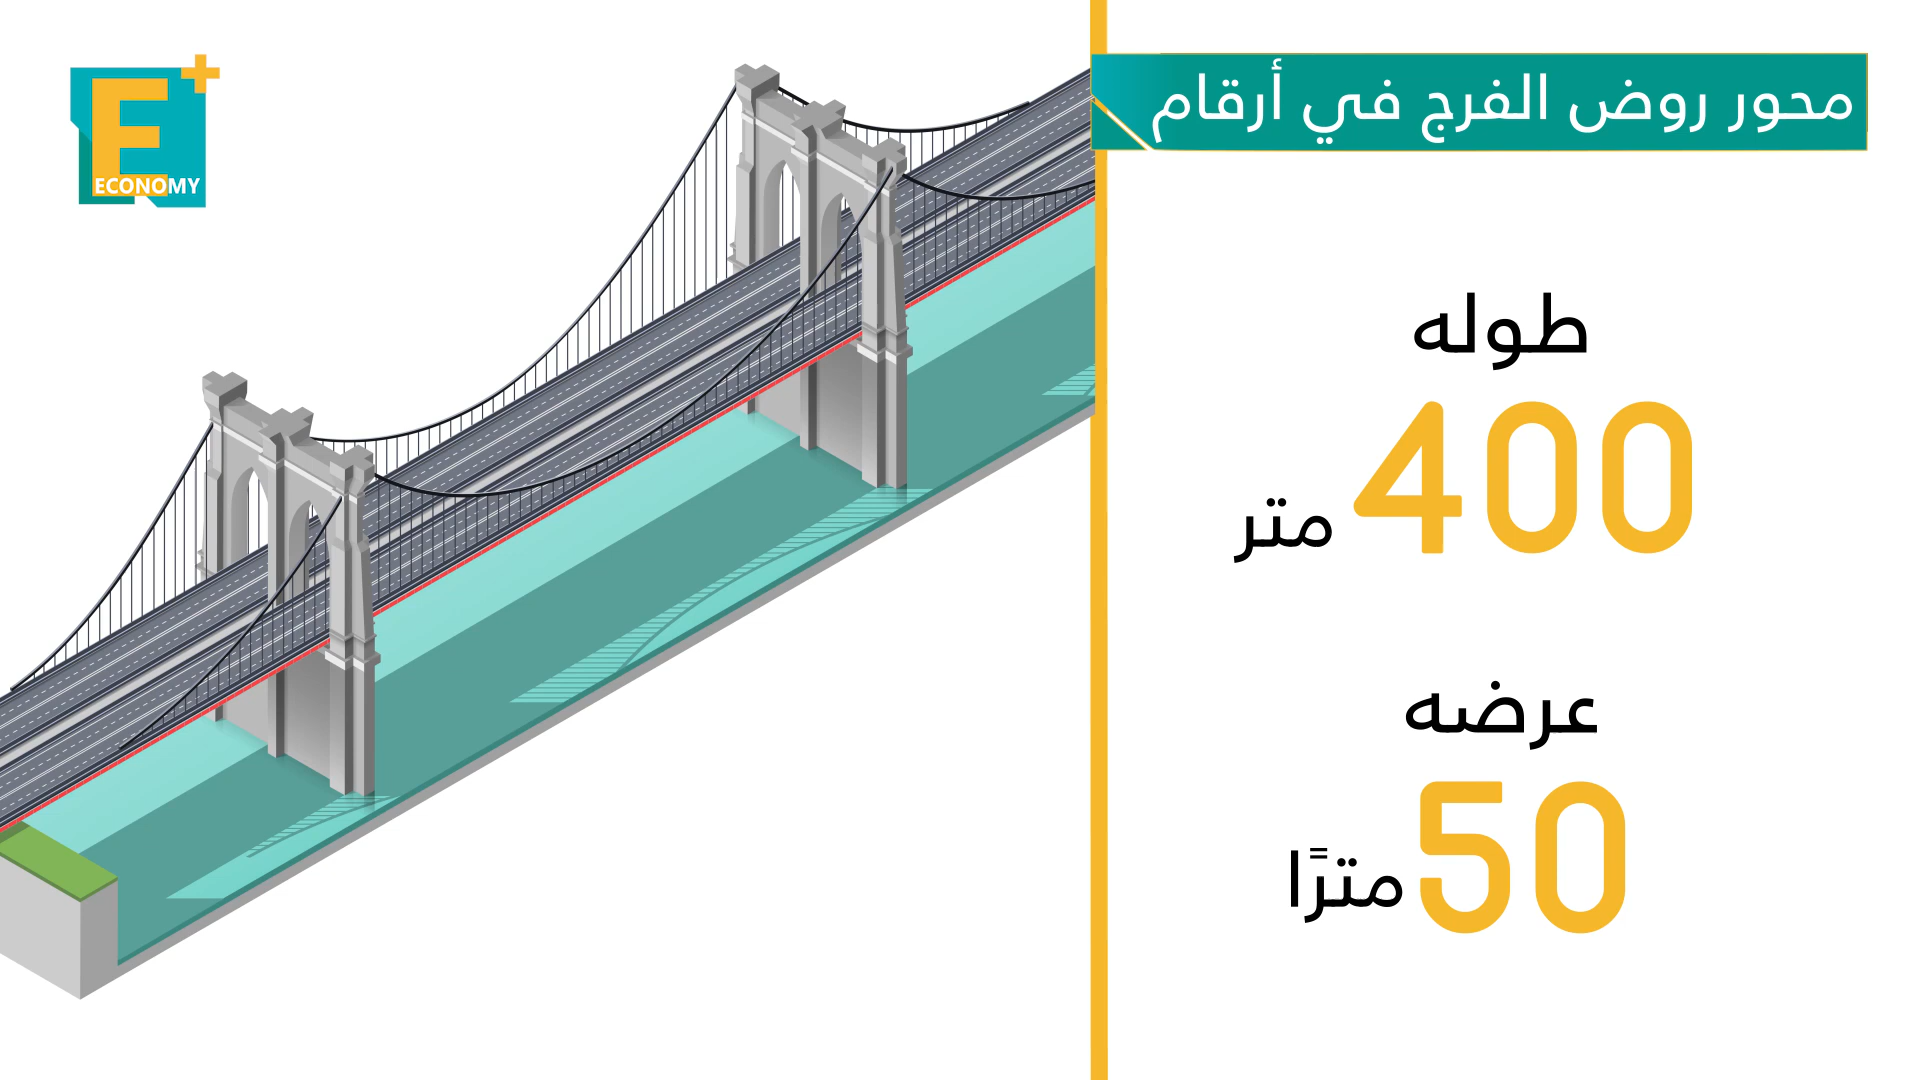 E+
ECONOMY
محور روض الفرج في أرقام
طوله
400 متر
عرضه
50 مترًا